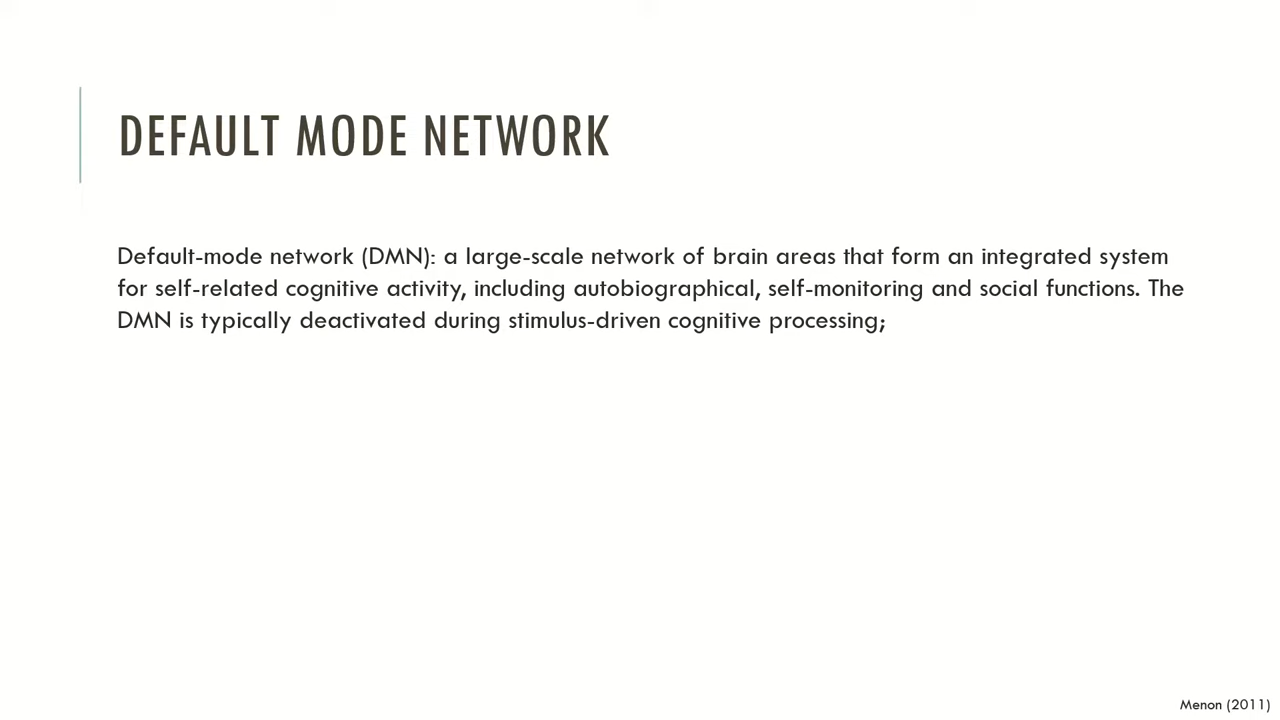 DEFAULT MODE NETWORK
Default-mode network (DMN): a large-scale network of brain areas that form an integrated system
for self-related cognitive activity, including autobiographical, self-monitoring and social functions. The
DMN is typically deactivated during stimulus-driven cognitive processing;
Menon (2011)